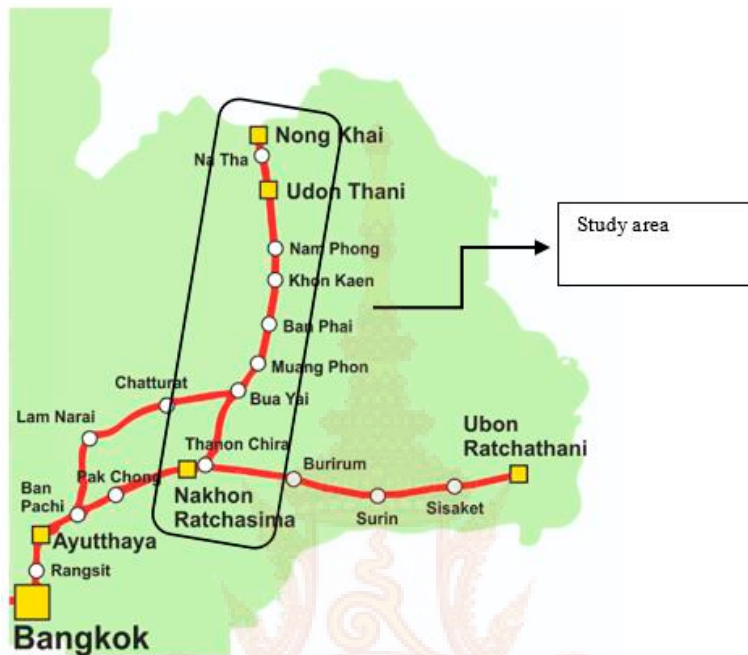 Nong Khai
Na Tha
Udon Thani
Study area
Nam Phong
Khon Kaen
Ban Phai
Muang Phon
Chatturat
Bua Yai
Lam Narai
Ubon
Ratchathani
Thanon Chira
Burirum
Pak Chong
Ban
Pachi
Nakhon
Ratchasima
Surin
Sisaket
Ayutthaya
Rangsit
Bangkok